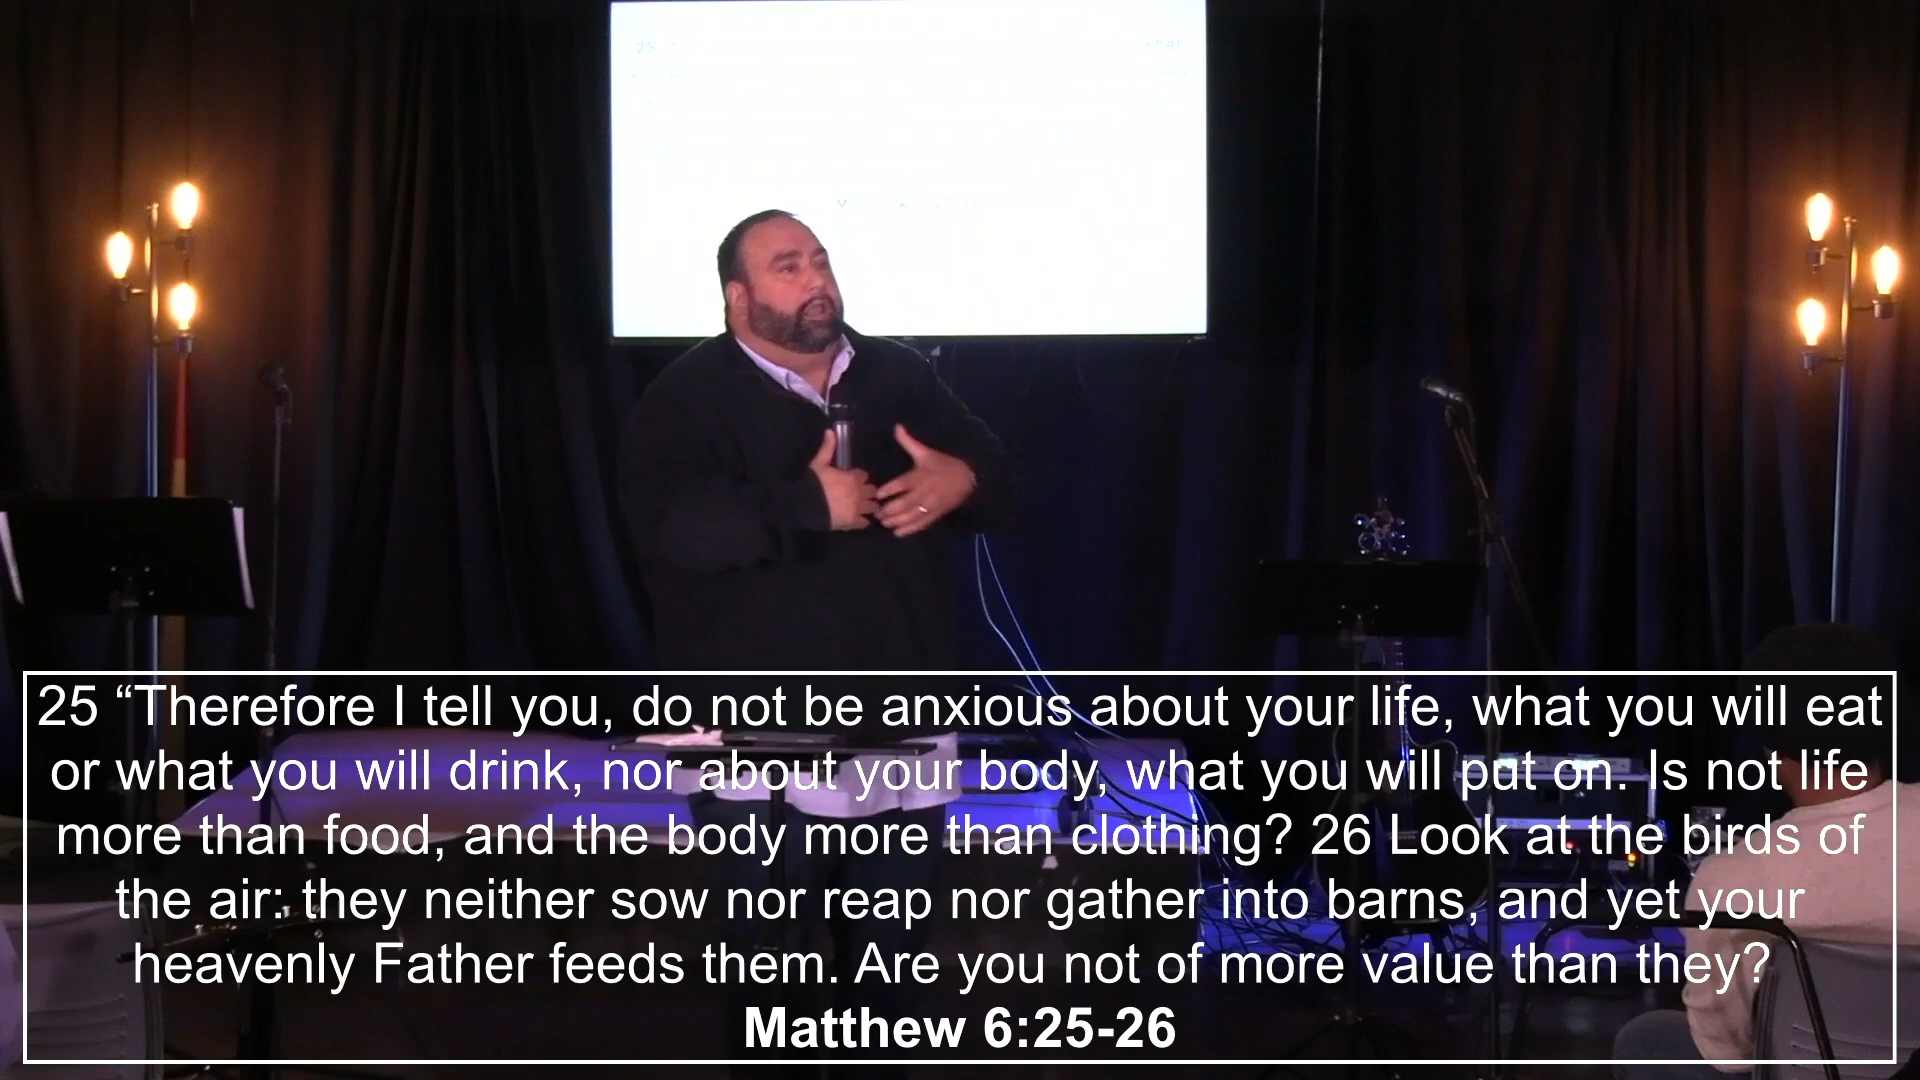 25 what
25 “Therefore I tell you, do not be anxious about your life, what you will eat
or what you will drink, nor about your body, what you will put on. Is not life
more than food, and the body more than clothing? 26 Look at the birds of
the air: they neither sow nor reap nor gather into barns, and yet your
heavenly Father feeds them. Are you not of more value than they?
Matthew 6:25-26